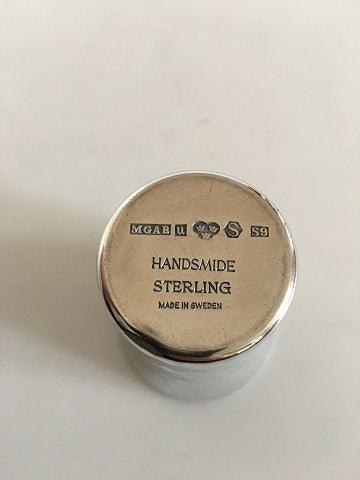 MGAB u S S9
HANDSMIDE
STERLING
MADE IN SWEDEN